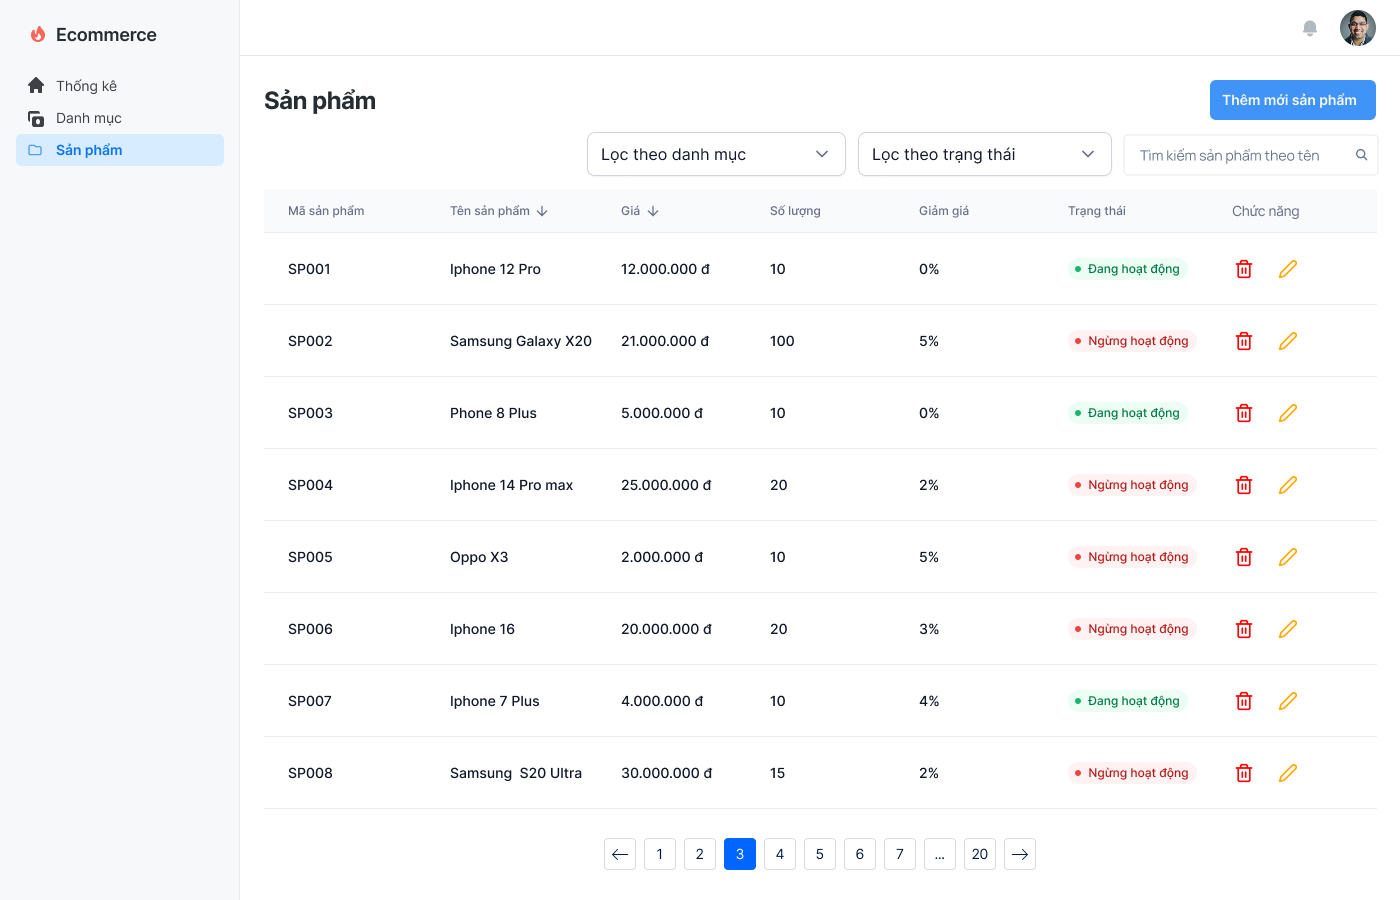 Ecommerce
Thống kê
Danh mục
Sản phẩm
Sản phẩm
Thêm mới sản phẩm
Lọc theo danh mục
Lọc theo trạng thái
Tìm kiếm sản phẩm theo tên
Mã sản phẩm Tên sản phẩm Giá Số lượng Giảm giá Trạng thái Chức năng
SP001 Iphone 12 Pro 12.000.000 đ 10 0% Đang hoạt động
SP002 Samsung Galaxy X20 21.000.000 đ 100 5% Ngừng hoạt động
SP003 Phone 8 Plus 5.000.000 đ 10 0% Đang hoạt động
SP004 Iphone 14 Pro max 25.000.000 đ 20 2% Ngừng hoạt động
SP005 Oppo X3 2.000.000 đ 10 5% Ngừng hoạt động
SP006 Iphone 16 20.000.000 đ 20 3% Ngừng hoạt động
SP007 Iphone 7 Plus 4.000.000 đ 10 4% Đang hoạt động
SP008 Samsung  S20 Ultra 30.000.000 đ 15 2% Ngừng hoạt động
1 2 3 4 5 6 7 ... 20